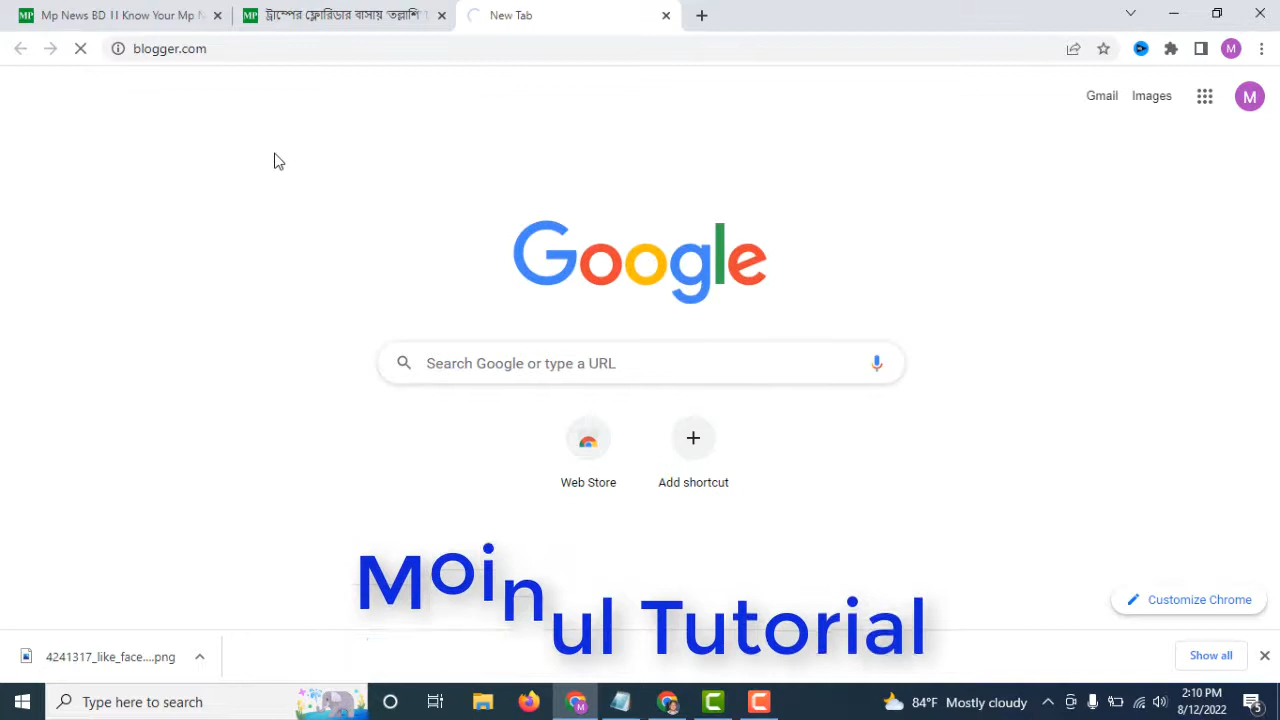 Mp News BD । Know Your Mp N
ট্রাম্পের ফ্লোরিডার বাসায় তল্লাশি
New Tab
blogger.com
M
Gmail
Images
M
Google
Search Google or type a URL
Web Store
Add shortcut
Moinul Tutorial
Customize Chrome
4241317_like_face....png
Show all
Type here to search
84°F Mostly cloudy
2:10 PM
8/12/2022
5